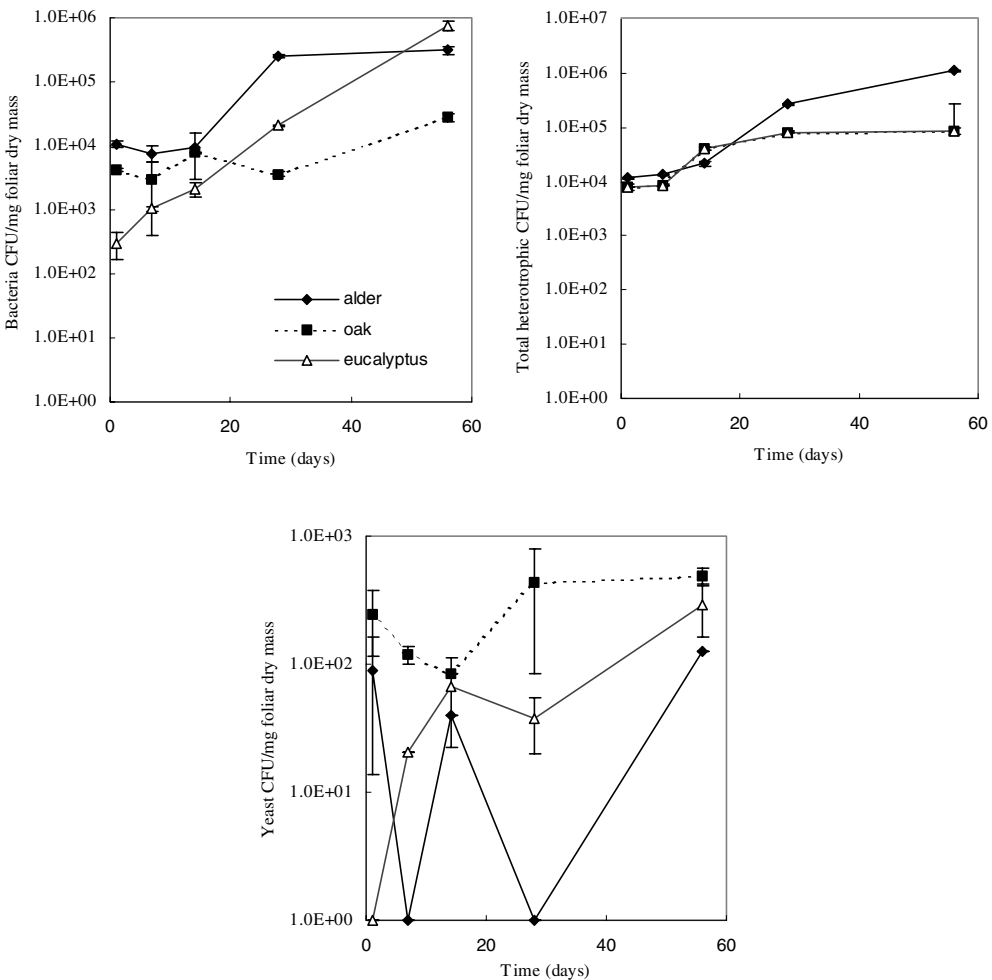 Bacteria CFU/mg foliar dry mass
1.0E+06
1.0E+05
1.0E+04
1.0E+03
1.0E+02
1.0E+01
1.0E+00
alder
oak
eucalyptus
0 20 40 60
Time (days)
Total heterotrophic CFU/mg foliar dry mass
1.0E+07
1.0E+06
1.0E+05
1.0E+04
1.0E+03
1.0E+02
1.0E+01
1.0E+00
0 20 40 60
Time (days)
Yeast CFU/mg foliar dry mass
1.0E+03
1.0E+02
1.0E+01
1.0E+00
0 20 40 60
Time (days)